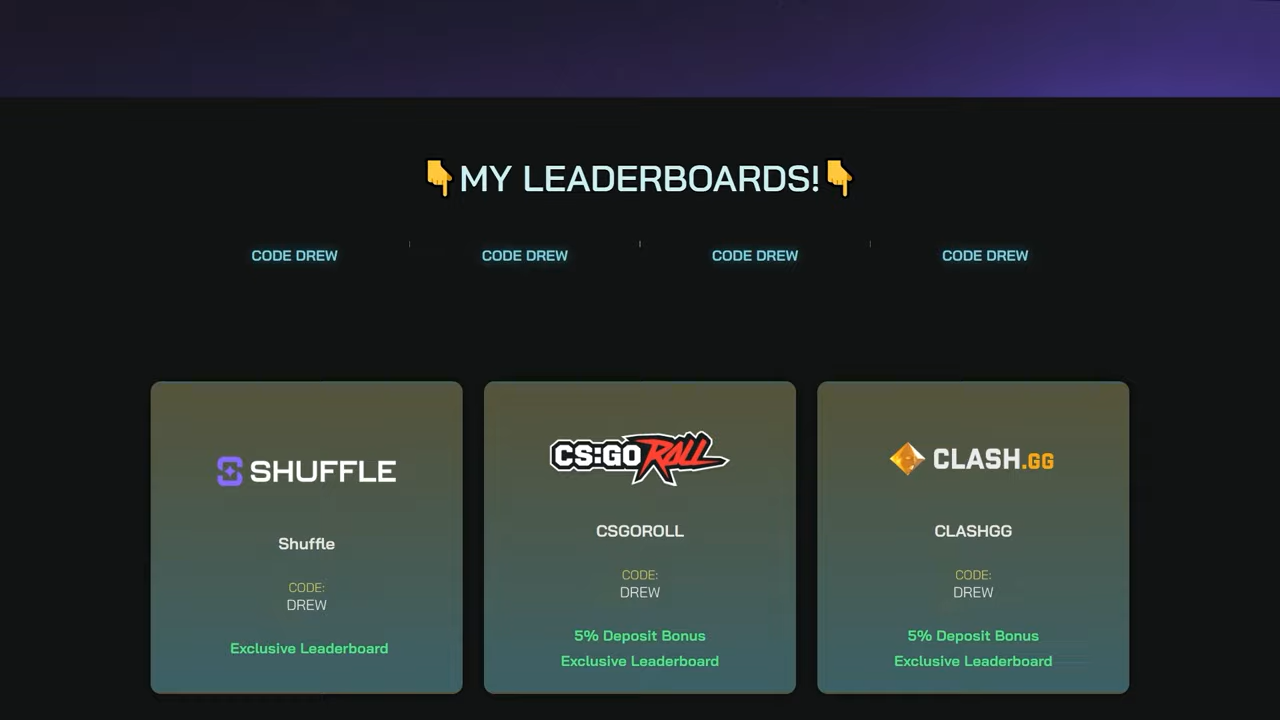 👇MY LEADERBOARDS!👇
CODE DREW
CODE DREW
CODE DREW
CODE DREW
SHUFFLE
Shuffle
CODE:
DREW
Exclusive Leaderboard
CS:GO ROLL
CSGOROLL
CODE:
DREW
5% Deposit Bonus
Exclusive Leaderboard
CLASH.GG
CLASHGG
CODE:
DREW
5% Deposit Bonus
Exclusive Leaderboard